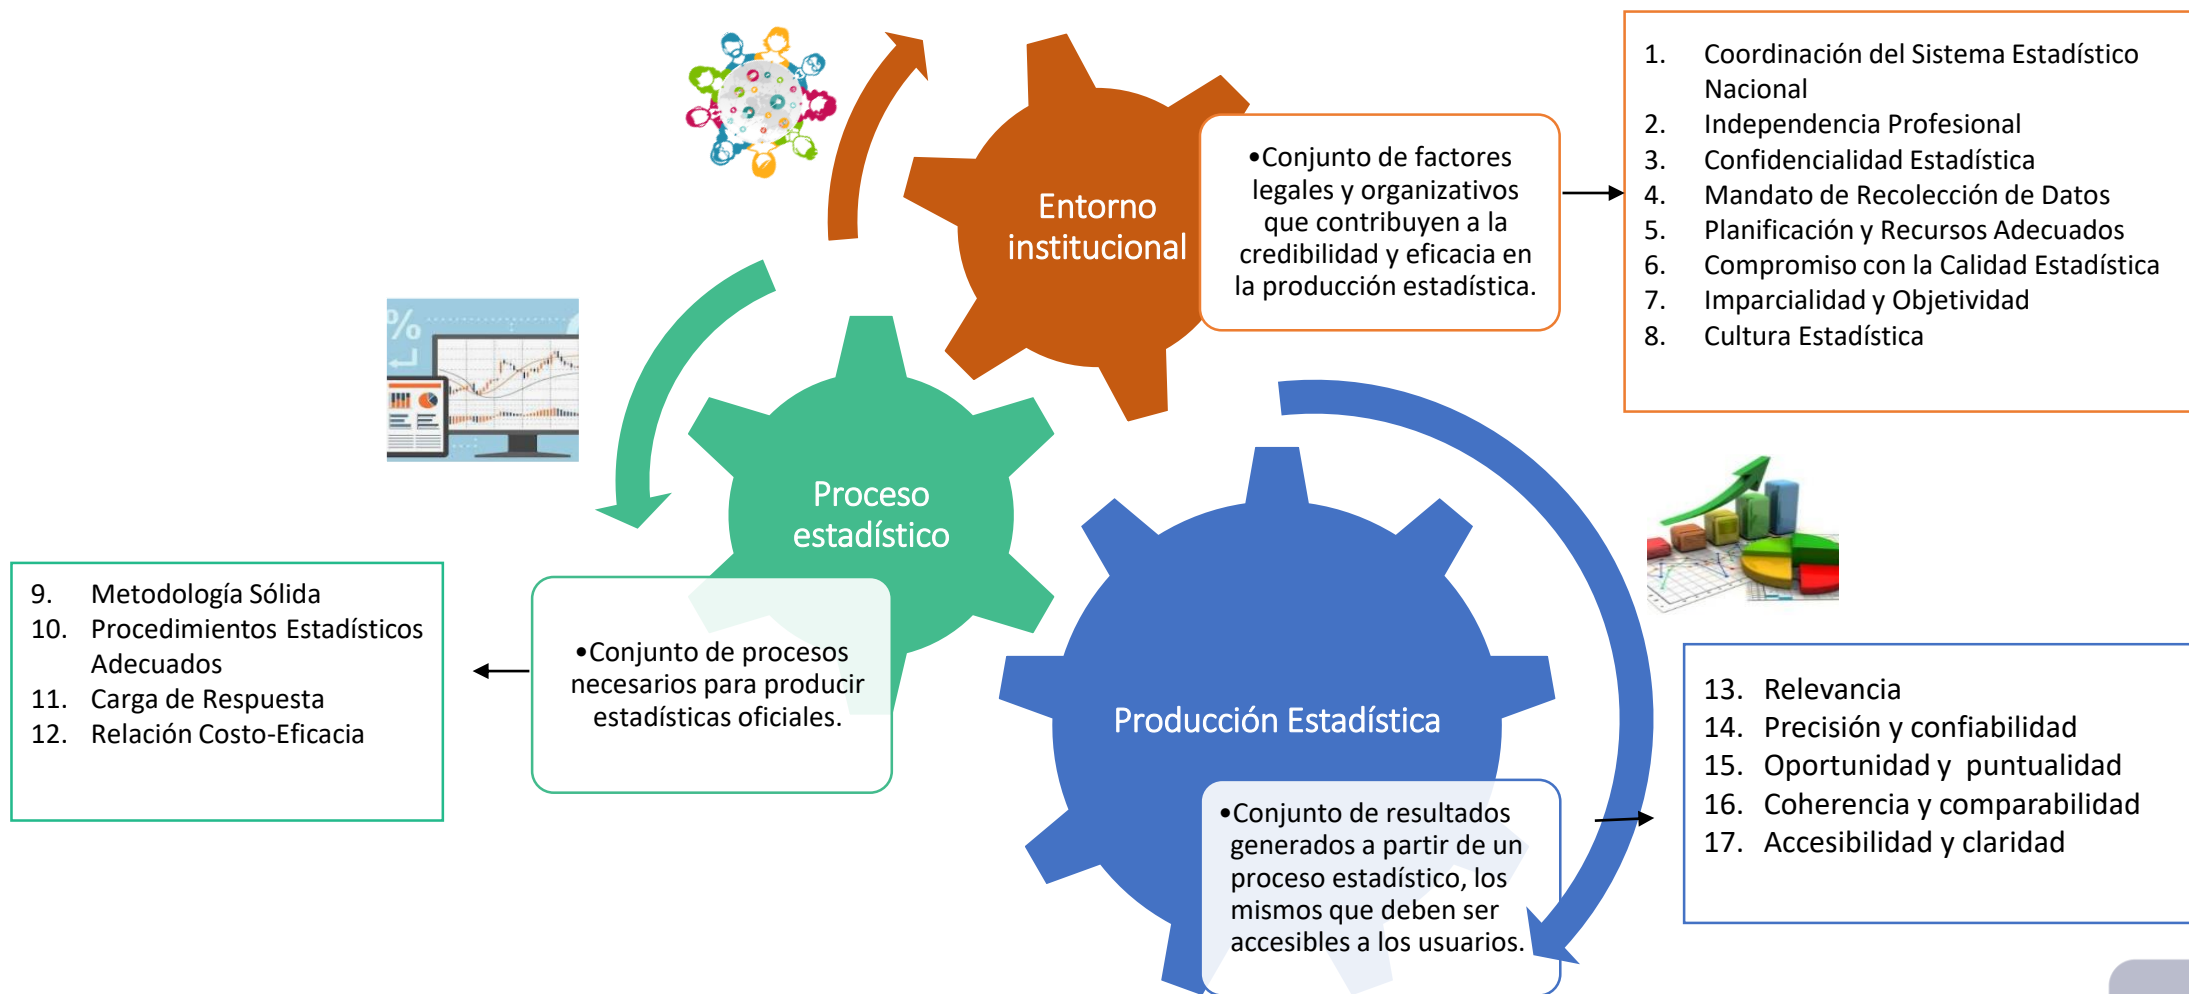 Entorno
institucional
•Conjunto de factores
legales y organizativos
que contribuyen a la
credibilidad y eficacia en
la producción estadística.
1. Coordinación del Sistema Estadístico
Nacional
2. Independencia Profesional
3. Confidencialidad Estadística
4. Mandato de Recolección de Datos
5. Planificación y Recursos Adecuados
6. Compromiso con la Calidad Estadística
7. Imparcialidad y Objetividad
8. Cultura Estadística
%
Proceso
estadístico
•Conjunto de procesos
necesarios para producir
estadísticas oficiales.
9. Metodología Sólida
10. Procedimientos Estadísticos
Adecuados
11. Carga de Respuesta
12. Relación Costo-Eficacia
Producción Estadística
•Conjunto de resultados
generados a partir de un
proceso estadístico, los
mismos que deben ser
accesibles a los usuarios.
13. Relevancia
14. Precisión y confiabilidad
15. Oportunidad y puntualidad
16. Coherencia y comparabilidad
17. Accesibilidad y claridad